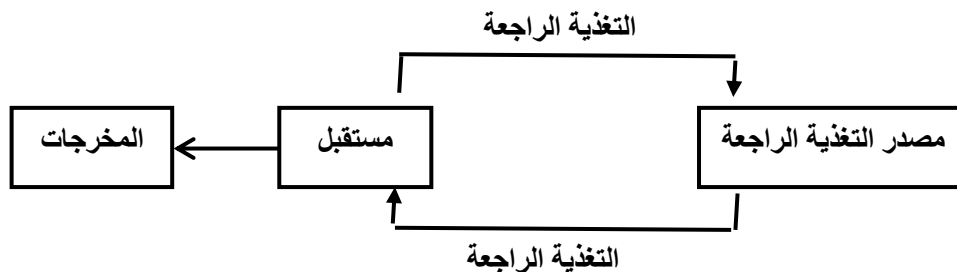 التغذية الراجعة
مصدر التغذية الراجعة
مستقبل
المخرجات
التغذية الراجعة